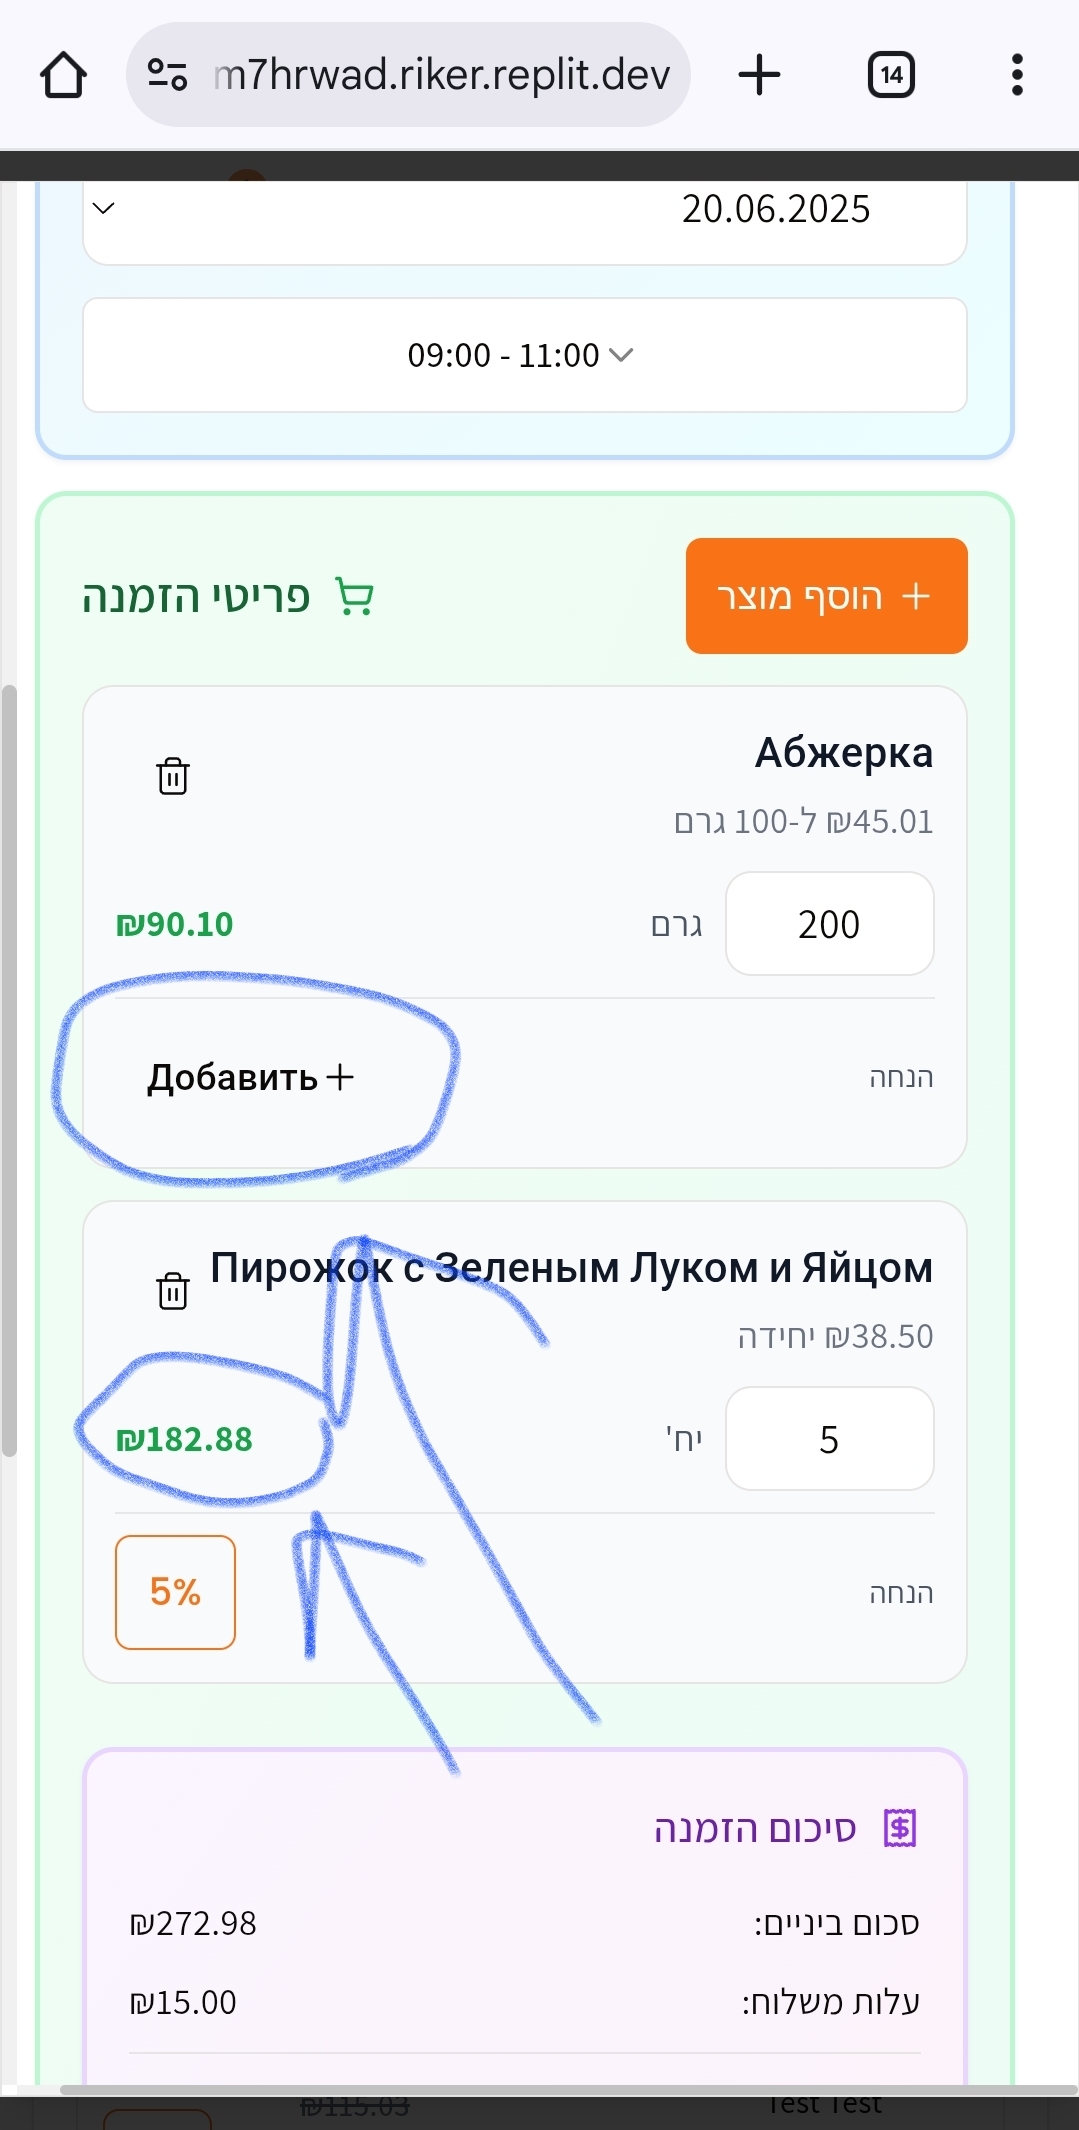 m7hrwad.riker.replit.dev
14
20.06.2025
09:00 - 11:00
פריטי הזמנה
הוסף מוצר
Абжерка
₪45.01 ל-100 גרם
200
גרם
₪90.10
הנחה
Добавить
Пирожок с Зеленым Луком и Яйцом
₪38.50 יחידה
5
יח'
₪182.88
הנחה
5%
סיכום הזמנה
סכום ביניים:
₪272.98
עלות משלוח:
₪15.00
₪115.03
Test Test